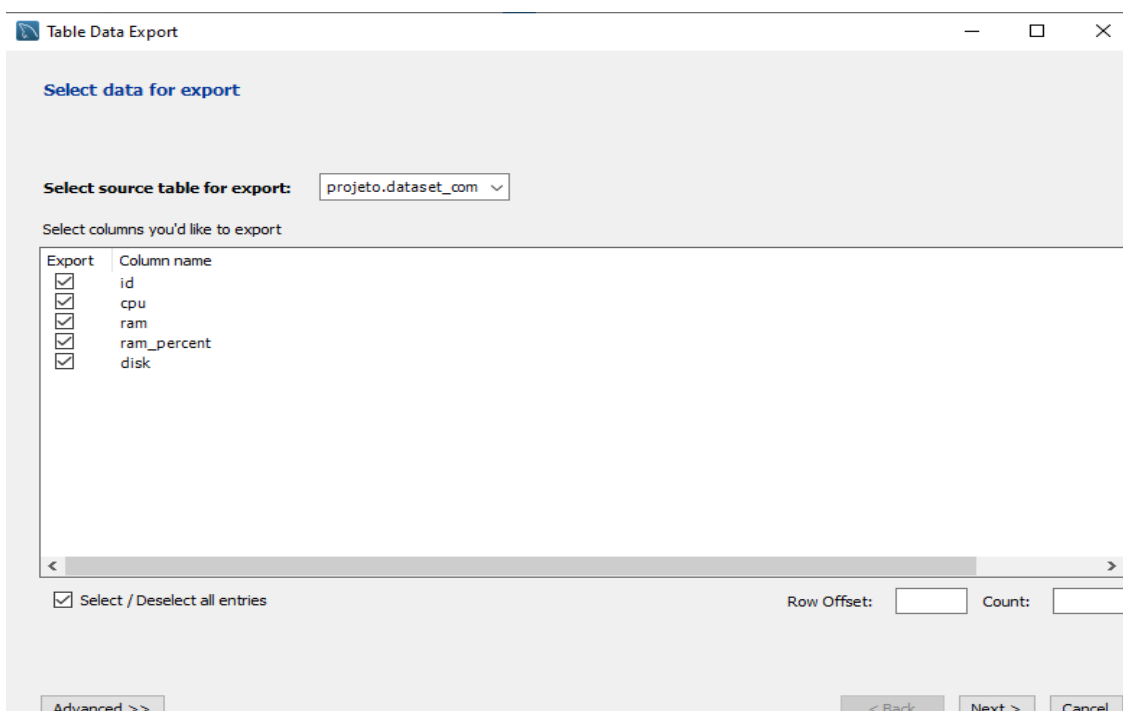 Table Data Export
Select data for export
Select source table for export: projeto.dataset_com
Select columns you'd like to export
Export Column name
id
cpu
ram
ram_percent
disk
Select / Deselect all entries Row Offset: Count:
Advanced >> < Back Next > Cancel